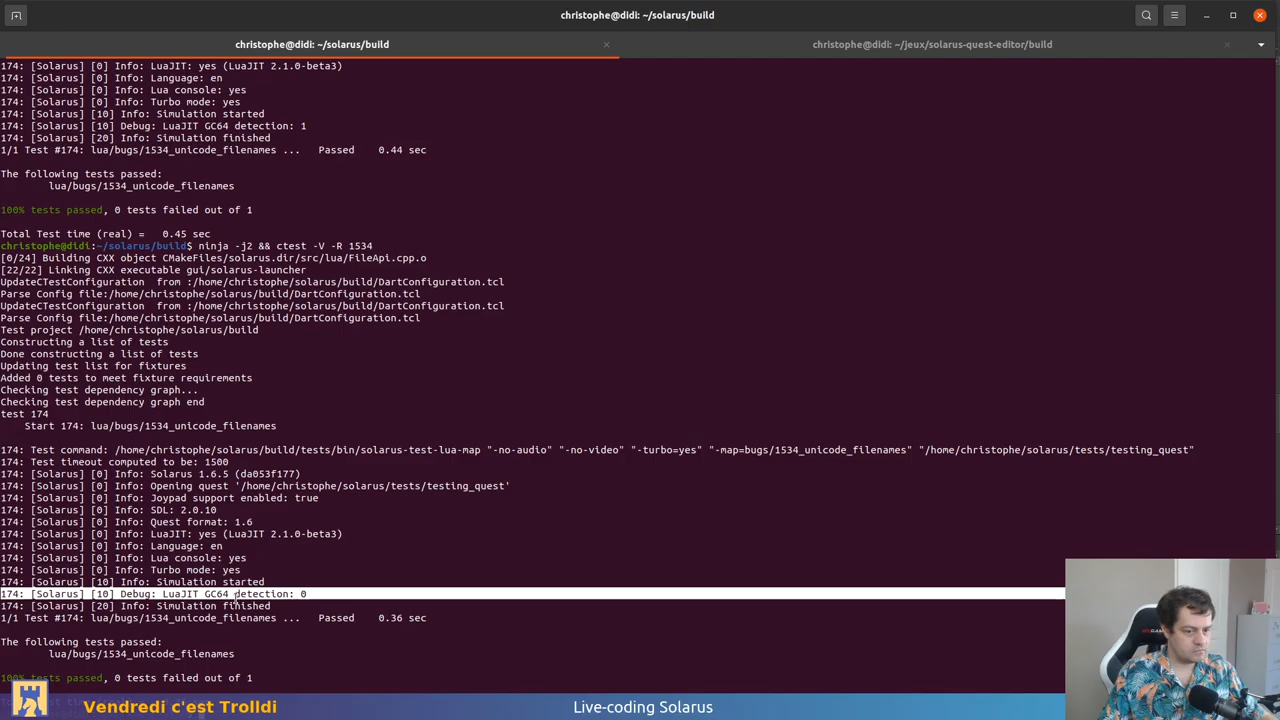 christophe@didi: ~/solarus/build
christophe@didi: ~/solarus/build
christophe@didi: ~/jeux/solarus-quest-editor/build
174: [Solarus] [0] Info: LuaJIT: yes (LuaJIT 2.1.0-beta3)
174: [Solarus] [0] Info: Language: en
174: [Solarus] [0] Info: Lua console: yes
174: [Solarus] [0] Info: Turbo mode: yes
174: [Solarus] [10] Info: Simulation started
174: [Solarus] [10] Debug: LuaJIT GC64 detection: 1
174: [Solarus] [20] Info: Simulation finished
1/1 Test #174: lua/bugs/1534_unicode_filenames ...   Passed    0.44 sec
The following tests passed:
lua/bugs/1534_unicode_filenames
100% tests passed, 0 tests failed out of 1
Total Test time (real) =   0.45 sec
christophe@didi:~/solarus/build$ ninja -j2 && ctest -V -R 1534
[0/24] Building CXX object CMakeFiles/solarus.dir/src/lua/FileApi.cpp.o
[22/22] Linking CXX executable gui/solarus-launcher
UpdateCTestConfiguration  from :/home/christophe/solarus/build/DartConfiguration.tcl
Parse Config file:/home/christophe/solarus/build/DartConfiguration.tcl
UpdateCTestConfiguration  from :/home/christophe/solarus/build/DartConfiguration.tcl
Parse Config file:/home/christophe/solarus/build/DartConfiguration.tcl
Test project /home/christophe/solarus/build
Constructing a list of tests
Done constructing a list of tests
Updating test list for fixtures
Added 0 tests to meet fixture requirements
Checking test dependency graph...
Checking test dependency graph end
test 174
Start 174: lua/bugs/1534_unicode_filenames
174: Test command: /home/christophe/solarus/build/tests/bin/solarus-test-lua-map "-no-audio" "-no-video" "-turbo=yes" "-map=bugs/1534_unicode_filenames" "/home/christophe/solarus/tests/testing_quest"
174: Test timeout computed to be: 1500
174: [Solarus] [0] Info: Solarus 1.6.5 (da053f177)
174: [Solarus] [0] Info: Opening quest '/home/christophe/solarus/tests/testing_quest'
174: [Solarus] [0] Info: Joypad support enabled: true
174: [Solarus] [0] Info: SDL: 2.0.10
174: [Solarus] [0] Info: Quest format: 1.6
174: [Solarus] [0] Info: LuaJIT: yes (LuaJIT 2.1.0-beta3)
174: [Solarus] [0] Info: Language: en
174: [Solarus] [0] Info: Lua console: yes
174: [Solarus] [0] Info: Turbo mode: yes
174: [Solarus] [10] Info: Simulation started
174: [Solarus] [10] Debug: LuaJIT GC64 detection: 0
174: [Solarus] [20] Info: Simulation finished
1/1 Test #174: lua/bugs/1534_unicode_filenames ...   Passed    0.36 sec
The following tests passed:
lua/bugs/1534_unicode_filenames
100% tests passed, 0 tests failed out of 1
Vendredi c'est Trolldi
Live-coding Solarus